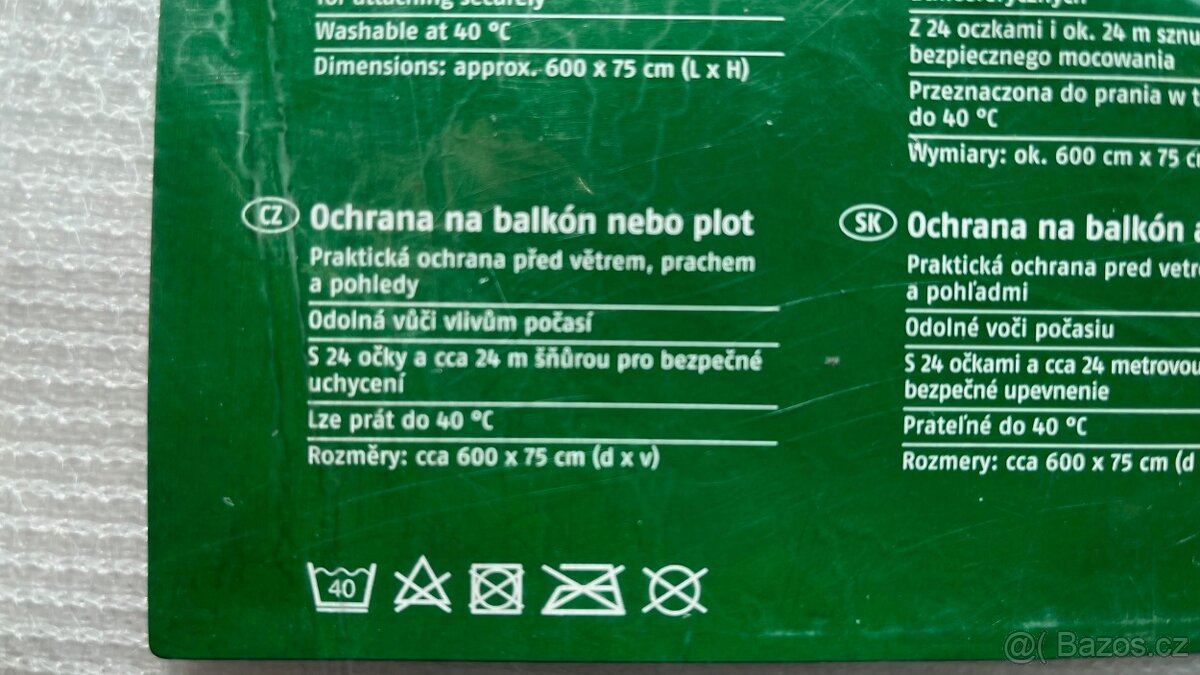 for attaching securely
Washable at 40 °C
Dimensions: approx. 600 x 75 cm (L x H)
Z 24 oczkami i ok. 24 m
bezpiecznego mocowania
Przeznaczona do prania w
do 40 °C
Wymiary: ok. 600 cm x 75
CZ Ochrana na balkón nebo plot
Praktická ochrana před větrem, prachem
a pohledy
Odolná vůči vlivům počasí
S 24 očky a cca 24 m šňůrou pro bezpečné
uchycení
Lze prát do 40 °C
Rozměry: cca 600 x 75 cm (d x v)
SK Ochrana na balkón
Praktická ochrana pred
a pohľadmi
Odolné voči počasiu
S 24 očkami a cca 24 metrovou
bezpečné upevnenie
Prateľné do 40 °C
Rozmery: cca 600 x 75 cm (d
40
@( Bazos.cz